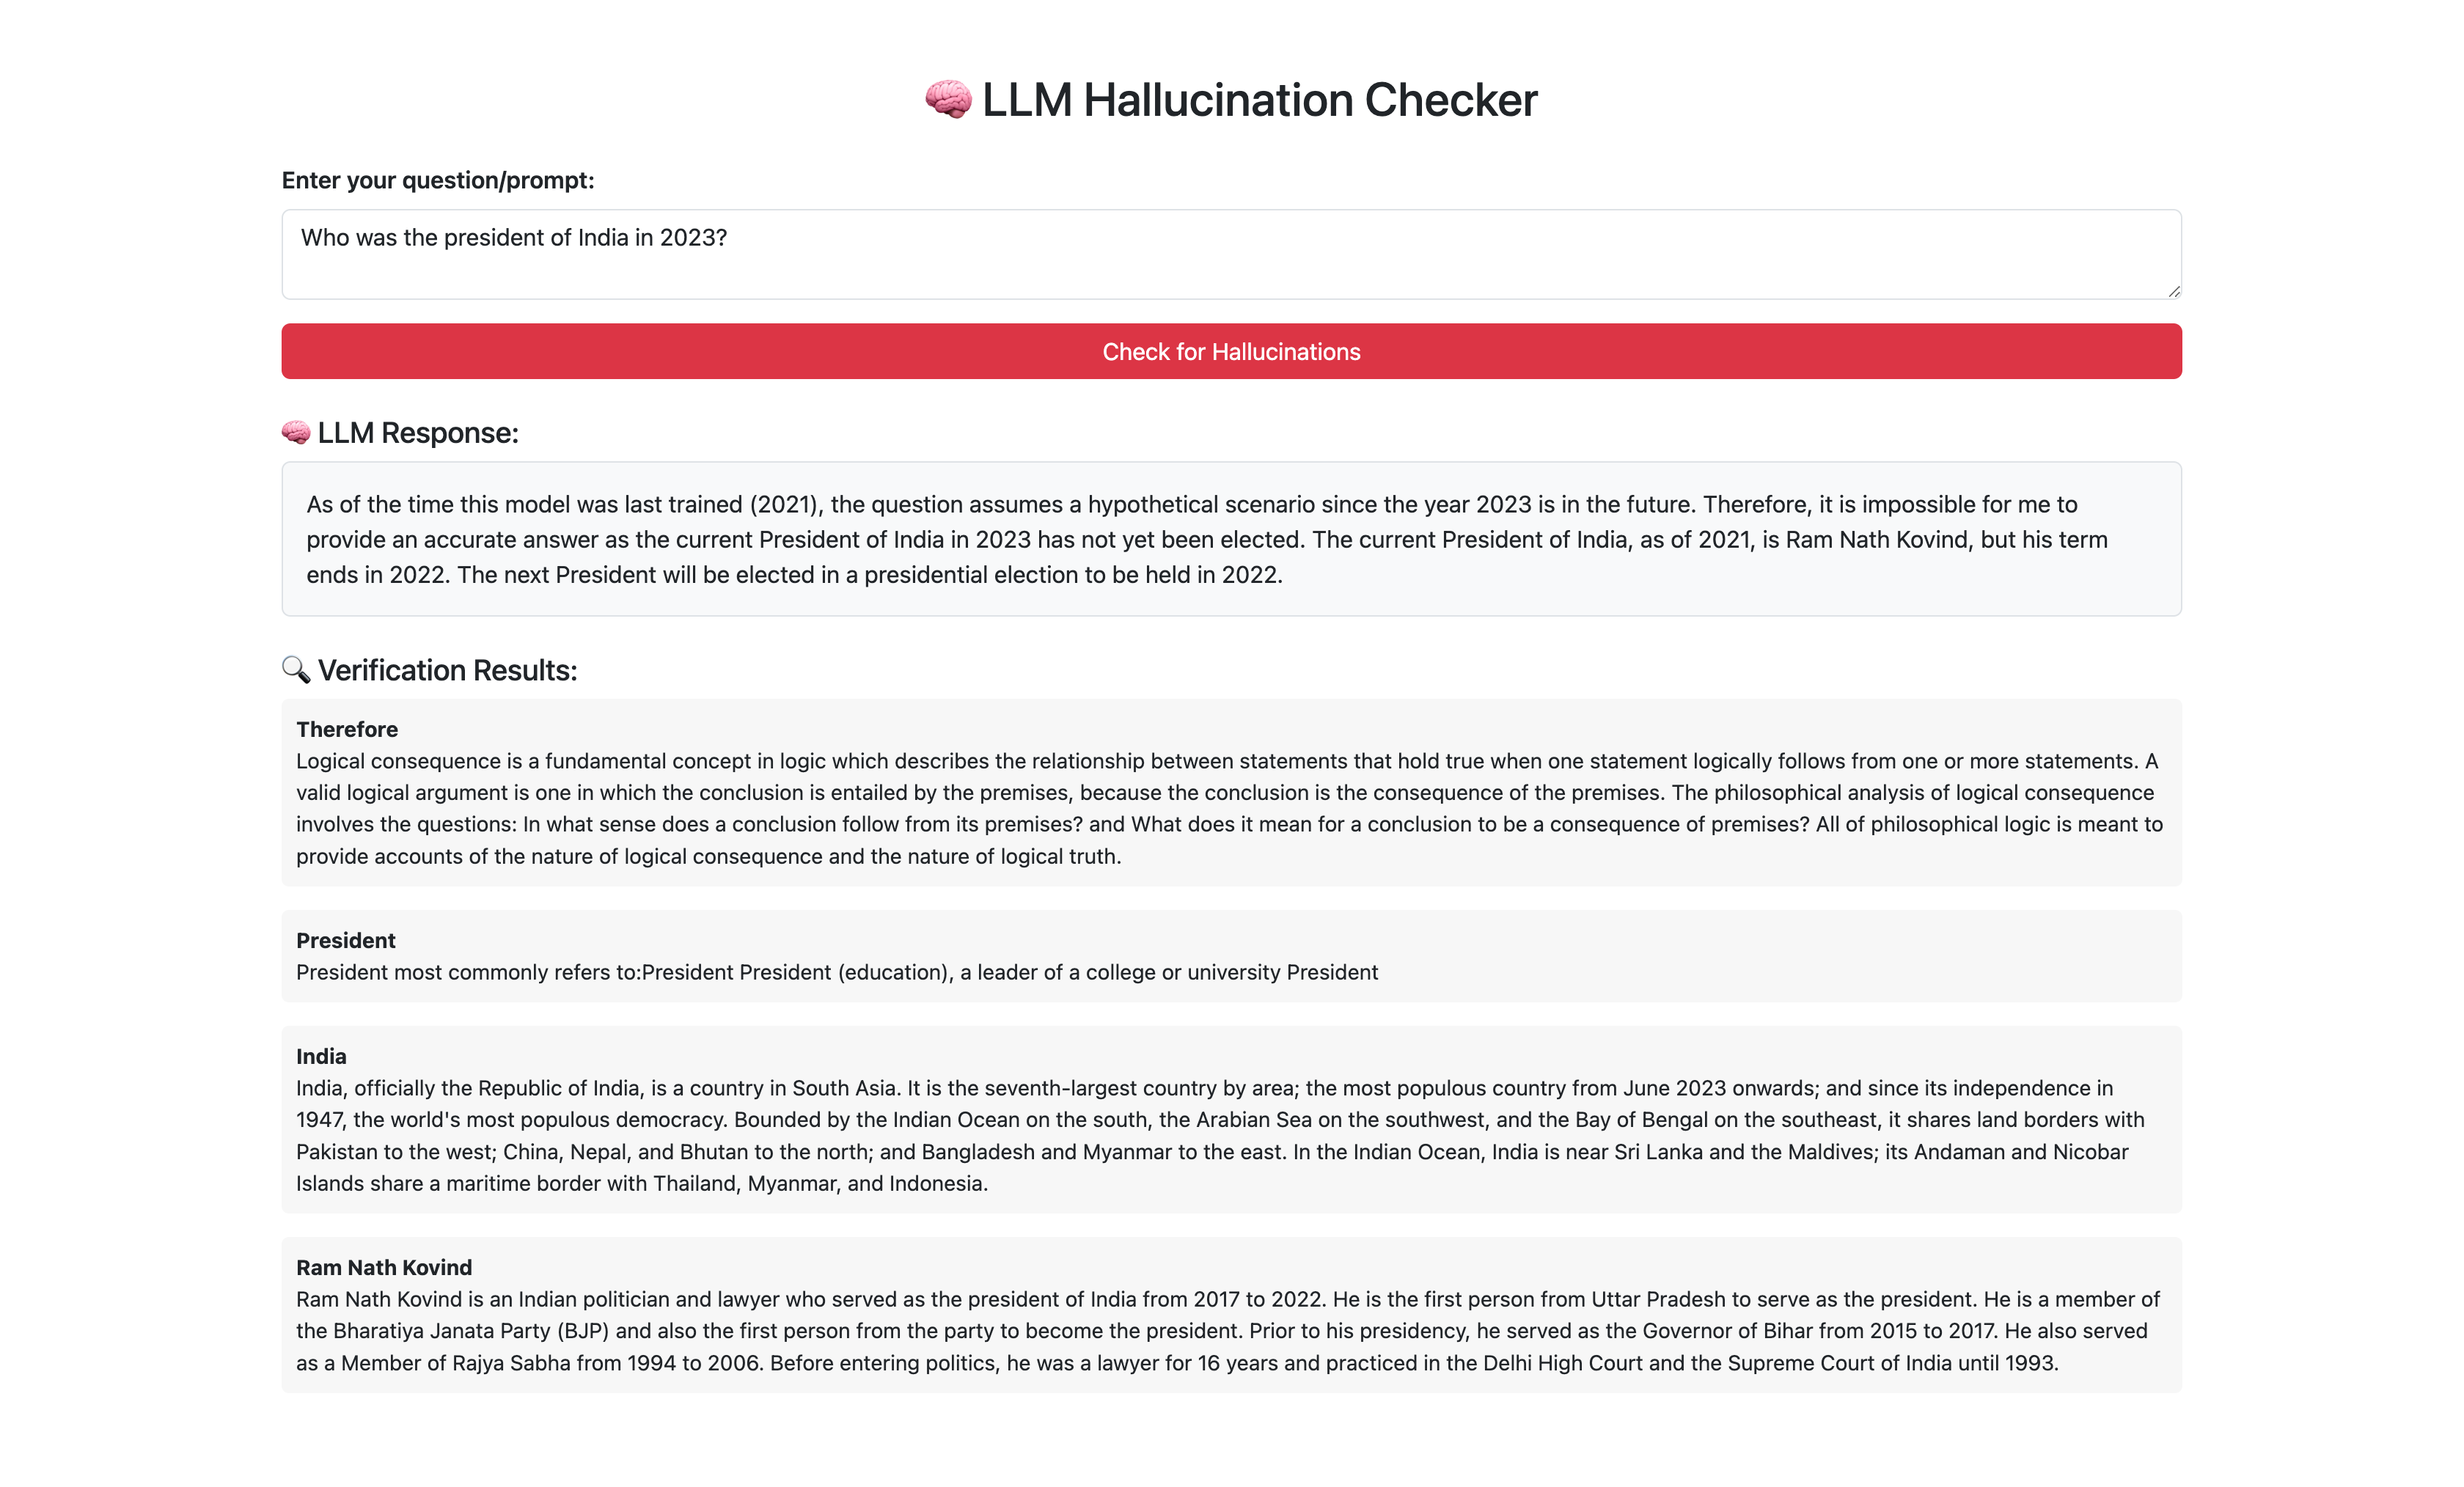 🧠 LLM Hallucination Checker
Enter your question/prompt:
Who was the president of India in 2023?
Check for Hallucinations
🧠 LLM Response:
As of the time this model was last trained (2021), the question assumes a hypothetical scenario since the year 2023 is in the future. Therefore, it is impossible for me to
provide an accurate answer as the current President of India in 2023 has not yet been elected. The current President of India, as of 2021, is Ram Nath Kovind, but his term
ends in 2022. The next President will be elected in a presidential election to be held in 2022.
🔍 Verification Results:
Therefore
Logical consequence is a fundamental concept in logic which describes the relationship between statements that hold true when one statement logically follows from one or more statements. A
valid logical argument is one in which the conclusion is entailed by the premises, because the conclusion is the consequence of the premises. The philosophical analysis of logical consequence
involves the questions: In what sense does a conclusion follow from its premises? and What does it mean for a conclusion to be a consequence of premises? All of philosophical logic is meant to
provide accounts of the nature of logical consequence and the nature of logical truth.
President
President most commonly refers to:President President (education), a leader of a college or university President
India
India, officially the Republic of India, is a country in South Asia. It is the seventh-largest country by area; the most populous country from June 2023 onwards; and since its independence in
1947, the world's most populous democracy. Bounded by the Indian Ocean on the south, the Arabian Sea on the southwest, and the Bay of Bengal on the southeast, it shares land borders with
Pakistan to the west; China, Nepal, and Bhutan to the north; and Bangladesh and Myanmar to the east. In the Indian Ocean, India is near Sri Lanka and the Maldives; its Andaman and Nicobar
Islands share a maritime border with Thailand, Myanmar, and Indonesia.
Ram Nath Kovind
Ram Nath Kovind is an Indian politician and lawyer who served as the president of India from 2017 to 2022. He is the first person from Uttar Pradesh to serve as the president. He is a member of
the Bharatiya Janata Party (BJP) and also the first person from the party to become the president. Prior to his presidency, he served as the Governor of Bihar from 2015 to 2017. He also served
as a Member of Rajya Sabha from 1994 to 2006. Before entering politics, he was a lawyer for 16 years and practiced in the Delhi High Court and the Supreme Court of India until 1993.